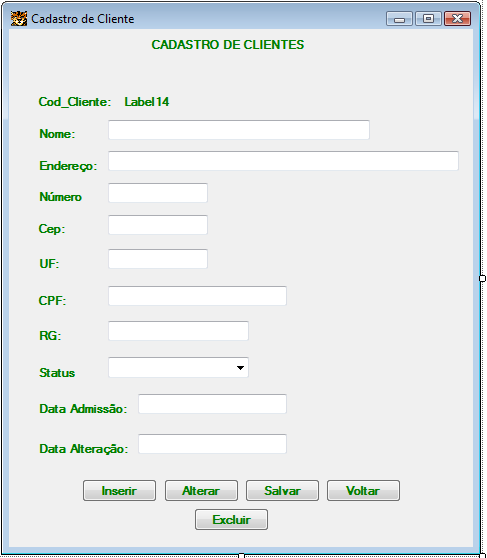 Cadastro de Cliente
CADASTRO DE CLIENTES
Cod_Cliente: Label14
Nome:
Endereço:
Número
Cep:
UF:
CPF:
RG:
Status
Data Admissão:
Data Alteração:
Inserir Alterar Salvar Voltar
Excluir